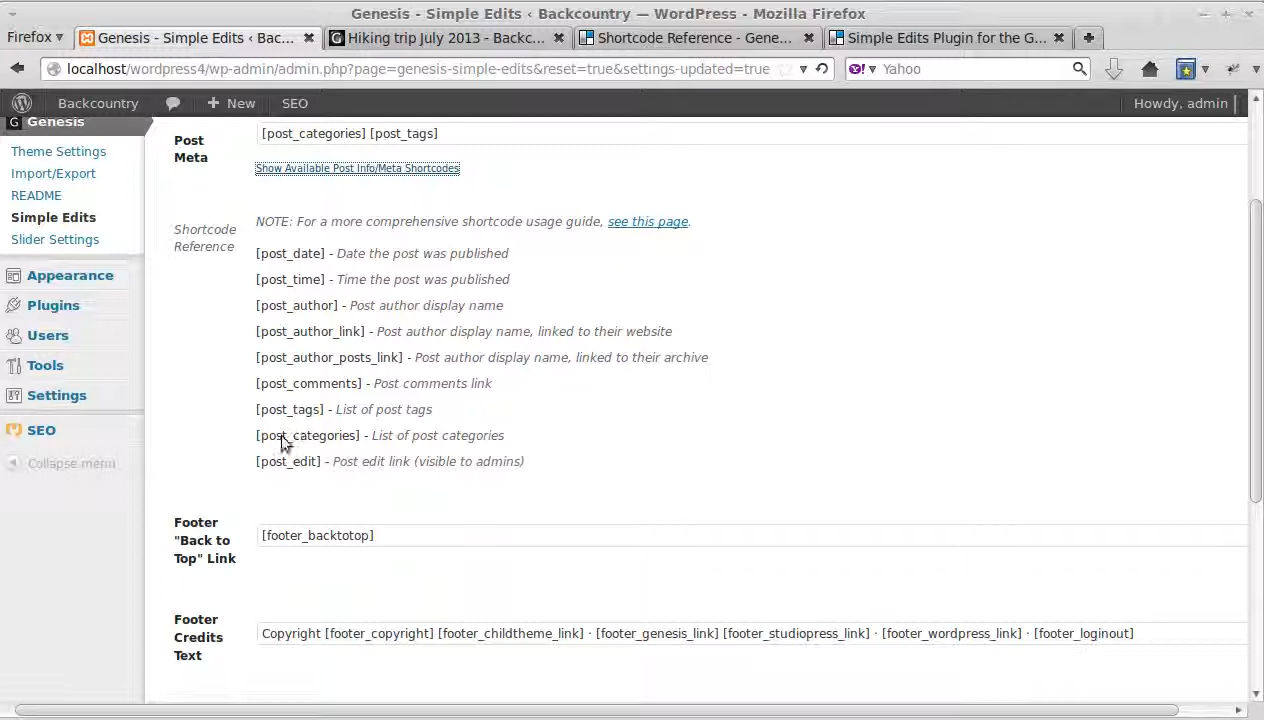 Genesis - Simple Edits ‹ Backcountry — WordPress - Mozilla Firefox
Firefox
Genesis - Simple Edits ‹ Bac...
Hiking trip July 2013 - Backc...
Shortcode Reference - Gene...
Simple Edits Plugin for the G...
localhost/wordpress4/wp-admin/admin.php?page=genesis-simple-edits&reset=true&settings-updated=true
Yahoo
Backcountry
+ New
SEO
Howdy, admin
Genesis
Theme Settings
Import/Export
README
Simple Edits
Slider Settings
Appearance
Plugins
Users
Tools
Settings
SEO
Collapse menu
Post
Meta
[post_categories] [post_tags]
Show Available Post Info/Meta Shortcodes
Shortcode
Reference
NOTE: For a more comprehensive shortcode usage guide, see this page.
[post_date] - Date the post was published
[post_time] - Time the post was published
[post_author] - Post author display name
[post_author_link] - Post author display name, linked to their website
[post_author_posts_link] - Post author display name, linked to their archive
[post_comments] - Post comments link
[post_tags] - List of post tags
[post_categories] - List of post categories
[post_edit] - Post edit link (visible to admins)
Footer
"Back to
Top" Link
[footer_backtotop]
Footer
Credits
Text
Copyright [footer_copyright] [footer_childtheme_link] · [footer_genesis_link] [footer_studiopress_link] · [footer_wordpress_link] · [footer_loginout]